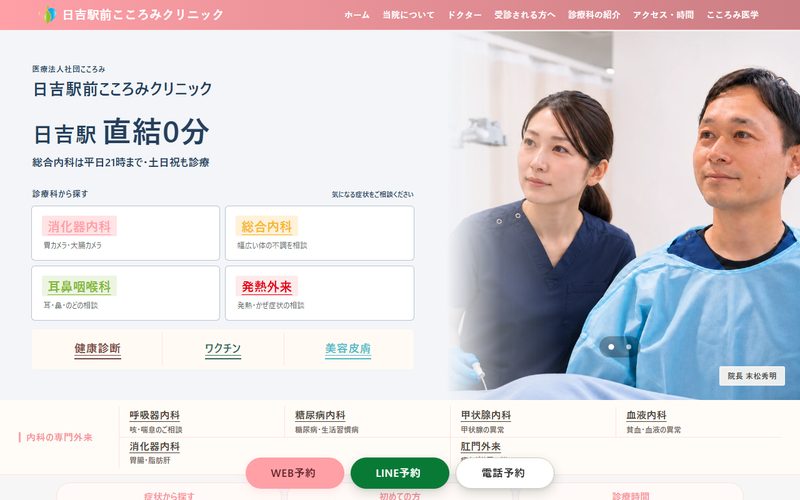 日吉駅前こころみクリニック
ホーム 当院について ドクター 受診される方へ 診療科の紹介 アクセス・時間 こころみ医学
医療法人社団こころみ
日吉駅前こころみクリニック
日吉駅 直結0分
総合内科は平日21時まで・土日祝も診療
診療科から探す 気になる症状をご相談ください
消化器内科 総合内科
胃カメラ・大腸カメラ 幅広い体の不調を相談
耳鼻咽喉科 発熱外来
耳・鼻・のどの相談 発熱・かぜ症状の相談
健康診断 ワクチン 美容皮膚
院長 末松秀明
内科の専門外来
呼吸器内科 糖尿病内科 甲状腺内科 血液内科
咳・喘息のご相談 糖尿病・生活習慣病 甲状腺の異常 貧血・血液の異常
消化器内科 肛門外来
胃腸・脂肪肝
WEB予約 LINE予約 電話予約
症状から探す 初めての方 診療時間